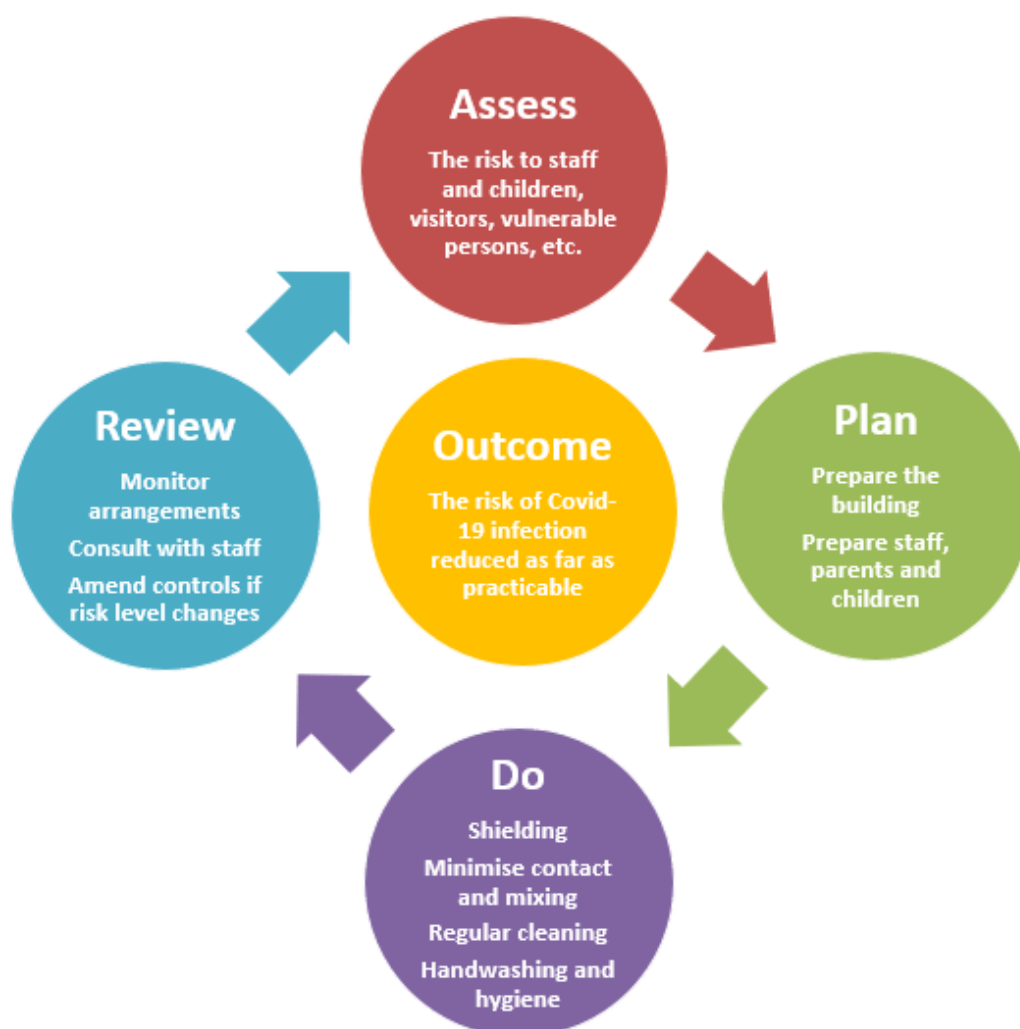 Assess
The risk to staff
and children,
visitors, vulnerable
persons, etc.
Plan
Prepare the
building
Prepare staff,
parents and
children
Do
Shielding
Minimise contact
and mixing
Regular cleaning
Handwashing and
hygiene
Review
Monitor
arrangements
Consult with staff
Amend controls if
risk level changes
Outcome
The risk of Covid-
19 infection
reduced as far as
practicable